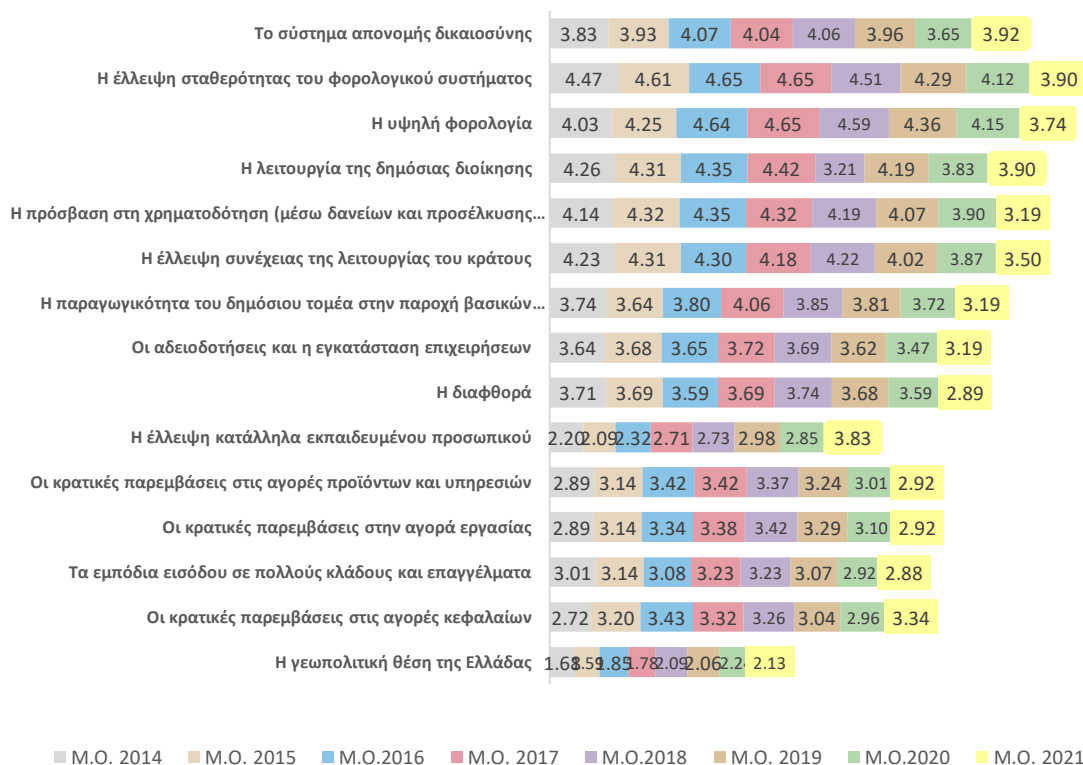 Το σύστημα απονομής δικαιοσύνης 3.83 3.93 4.07 4.04 4.06 3.96 3.65 3.92
Η έλλειψη σταθερότητας του φορολογικού συστήματος 4.47 4.61 4.65 4.65 4.51 4.29 4.12 3.90
Η υψηλή φορολογία 4.03 4.25 4.64 4.65 4.59 4.36 4.15 3.74
Η λειτουργία της δημόσιας διοίκησης 4.26 4.31 4.35 4.42 3.21 4.19 3.83 3.90
Η πρόσβαση στη χρηματοδότηση (μέσω δανείων και προσέλκυσης... 4.14 4.32 4.35 4.32 4.19 4.07 3.90 3.19
Η έλλειψη συνέχειας της λειτουργίας του κράτους 4.23 4.31 4.30 4.18 4.22 4.02 3.87 3.50
Η παραγωγικότητα του δημόσιου τομέα στην παροχή βασικών... 3.74 3.64 3.80 4.06 3.85 3.81 3.72 3.19
Οι αδειοδοτήσεις και η εγκατάσταση επιχειρήσεων 3.64 3.68 3.65 3.72 3.69 3.62 3.47 3.19
Η διαφθορά 3.71 3.69 3.59 3.69 3.74 3.68 3.59 2.89
Η έλλειψη κατάλληλα εκπαιδευμένου προσωπικού 2.20 2.09 2.32 2.71 2.73 2.98 2.85 3.83
Οι κρατικές παρεμβάσεις στις αγορές προϊόντων και υπηρεσιών 2.89 3.14 3.42 3.42 3.37 3.24 3.01 2.92
Οι κρατικές παρεμβάσεις στην αγορά εργασίας 2.89 3.14 3.34 3.38 3.42 3.29 3.10 2.92
Τα εμπόδια εισόδου σε πολλούς κλάδους και επαγγέλματα 3.01 3.14 3.08 3.23 3.23 3.07 2.92 2.88
Οι κρατικές παρεμβάσεις στις αγορές κεφαλαίων 2.72 3.20 3.43 3.32 3.26 3.04 2.96 3.34
Η γεωπολιτική θέση της Ελλάδας 1.68 1.59 1.85 1.78 2.09 2.06 2.24 2.13
Μ.Ο. 2014 Μ.Ο. 2015 Μ.Ο.2016 Μ.Ο. 2017 Μ.Ο.2018 Μ.Ο. 2019 Μ.Ο.2020 Μ.Ο. 2021